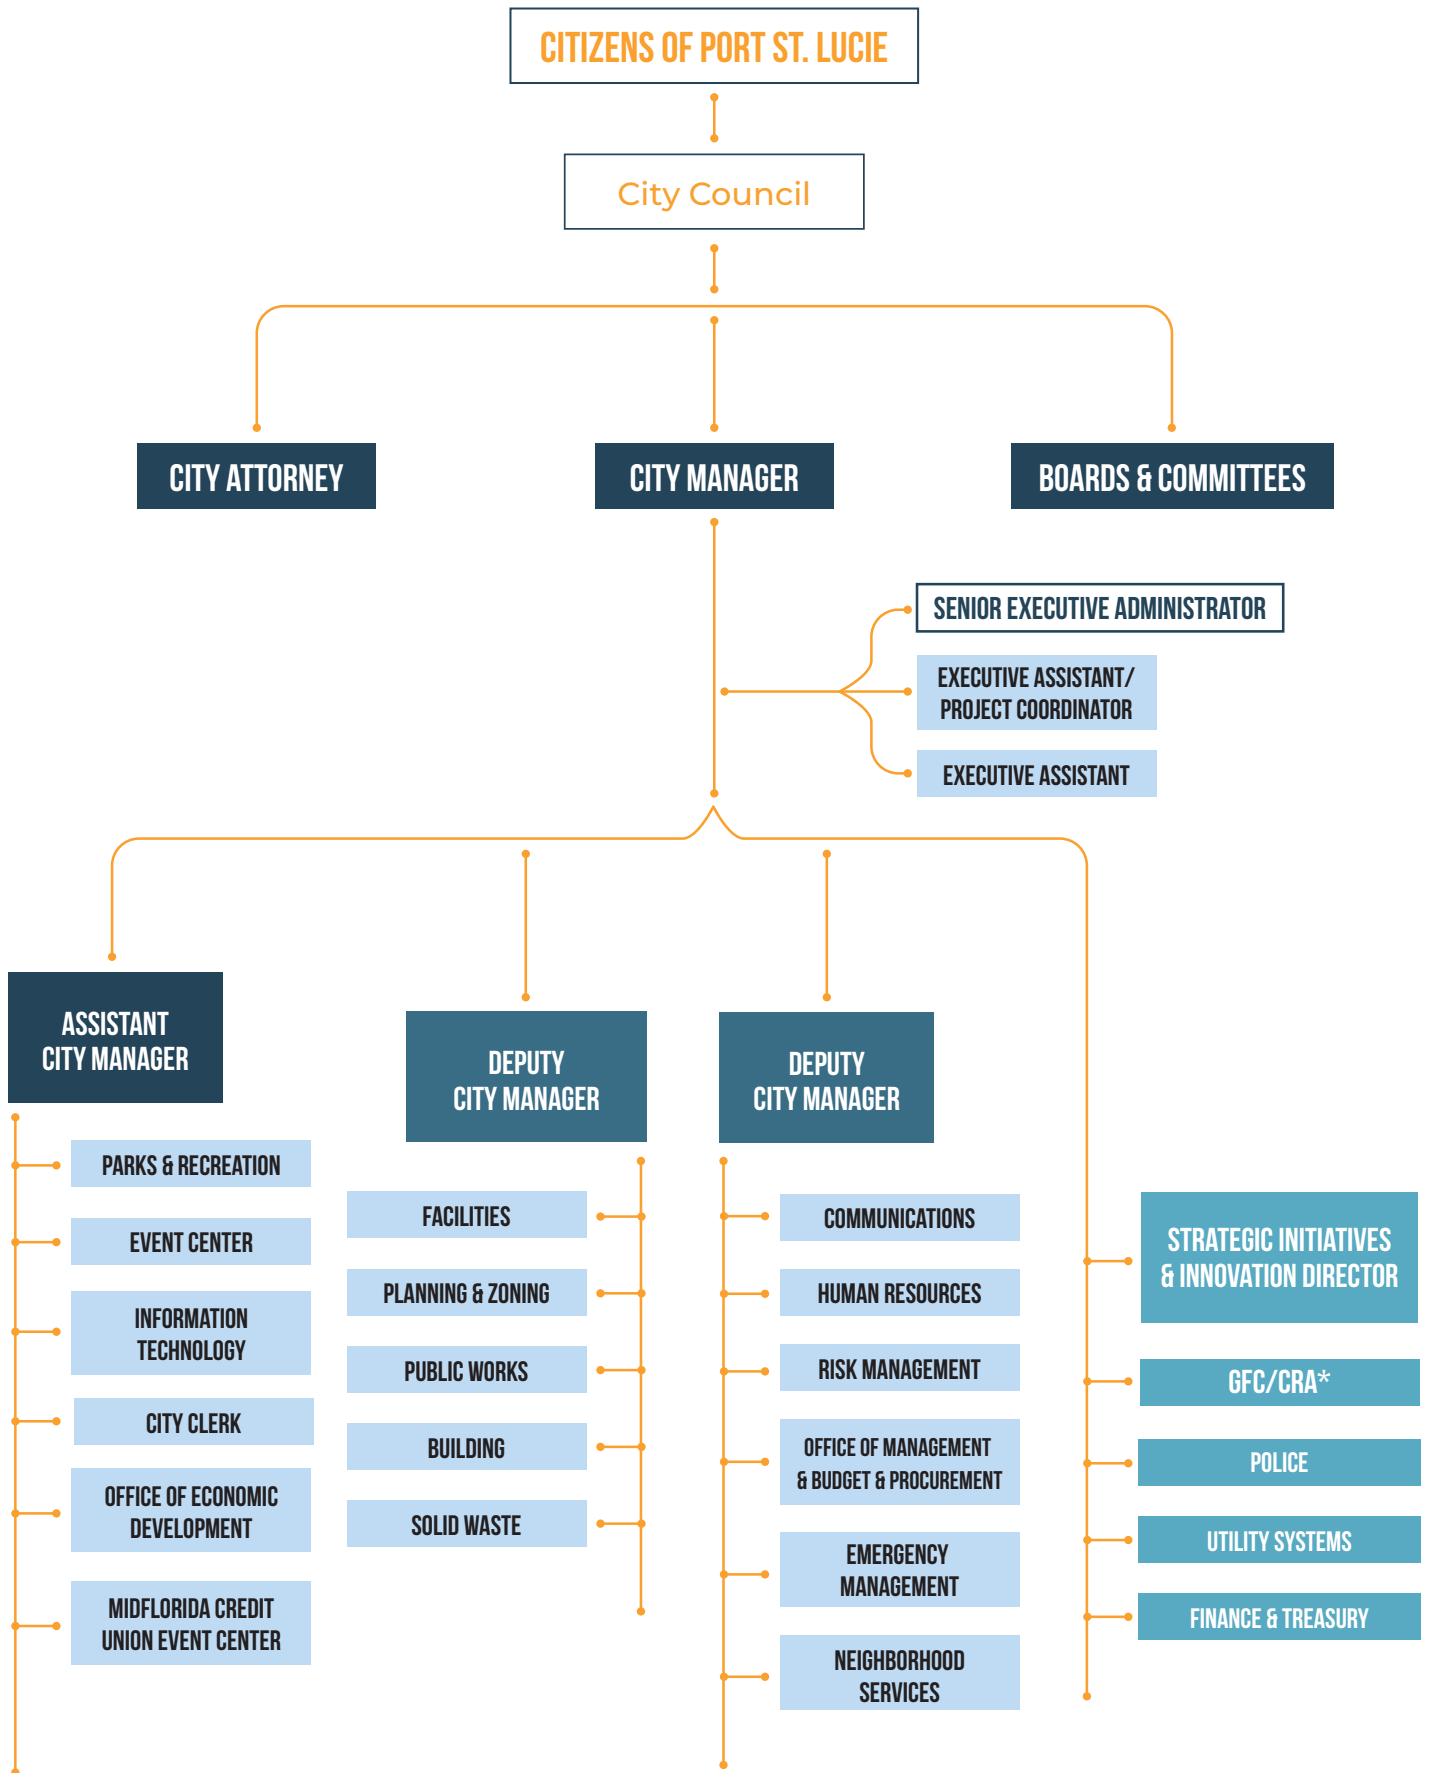 CITIZENS OF PORT ST. LUCIE
City Council
CITY ATTORNEY
CITY MANAGER
BOARDS & COMMITTEES
SENIOR EXECUTIVE ADMINISTRATOR
EXECUTIVE ASSISTANT/
PROJECT COORDINATOR
EXECUTIVE ASSISTANT
ASSISTANT
CITY MANAGER
PARKS & RECREATION
EVENT CENTER
INFORMATION
TECHNOLOGY
CITY CLERK
OFFICE OF ECONOMIC
DEVELOPMENT
MIDFLORIDA CREDIT
UNION EVENT CENTER
DEPUTY
CITY MANAGER
FACILITIES
PLANNING & ZONING
PUBLIC WORKS
BUILDING
SOLID WASTE
DEPUTY
CITY MANAGER
COMMUNICATIONS
HUMAN RESOURCES
RISK MANAGEMENT
OFFICE OF MANAGEMENT
& BUDGET & PROCUREMENT
EMERGENCY
MANAGEMENT
NEIGHBORHOOD
SERVICES
STRATEGIC INITIATIVES
& INNOVATION DIRECTOR
GFC/CRA*
POLICE
UTILITY SYSTEMS
FINANCE & TREASURY